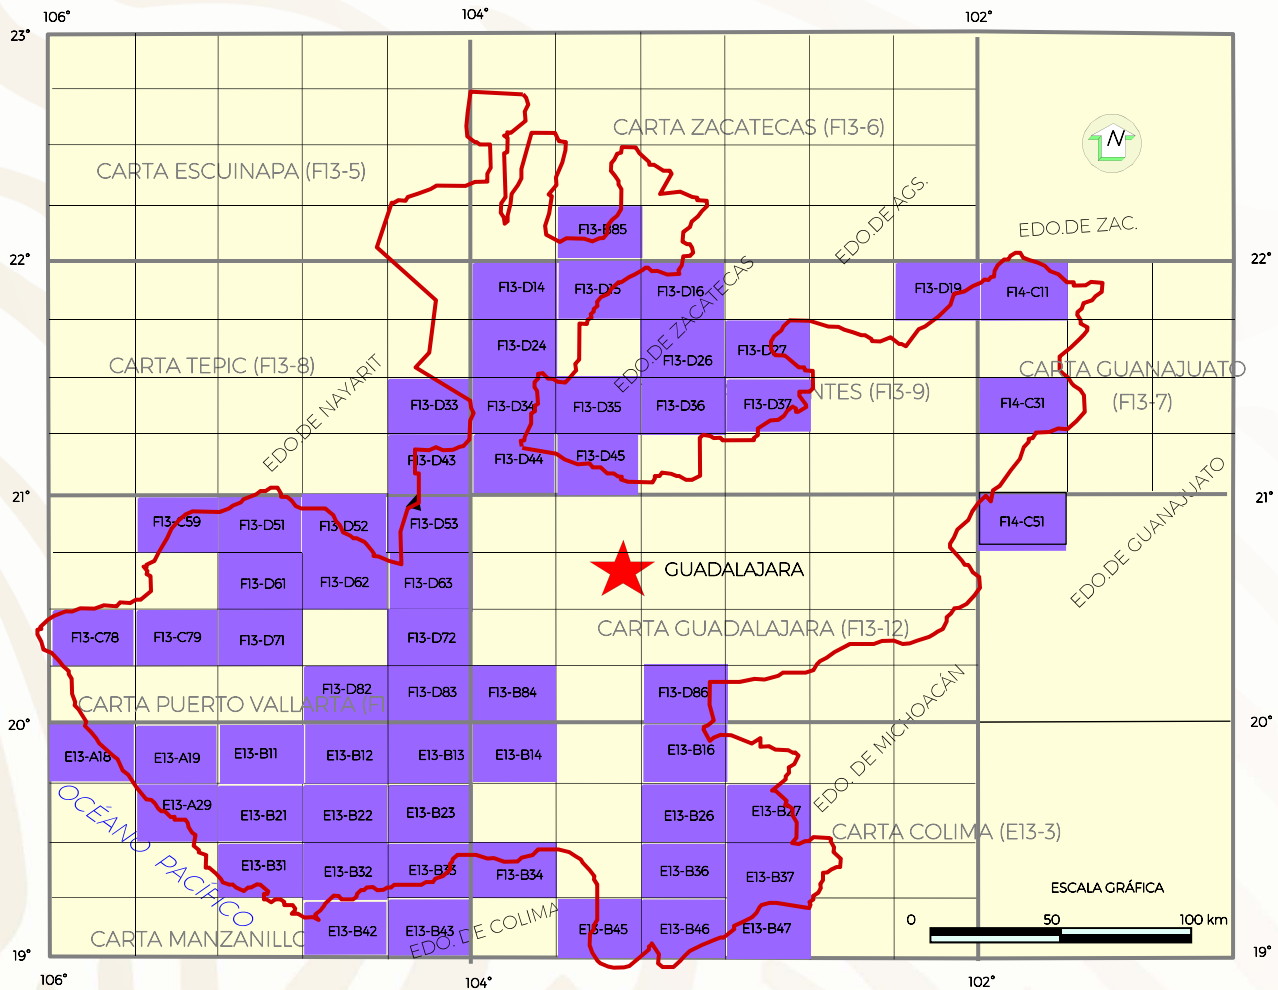 106°
104°
102°
23°
CARTA ZACATECAS (F13-6)
N
CARTA ESCUINAPA (F13-5)
EDO.DE AGS.
EDO.DE ZAC.
F13-B85
22°
22°
F13-D14
F13-D15
F13-D16
F13-D19
F14-C11
EDO.DE ZACATECAS
F13-D24
F13-D26
F13-D27
CARTA TEPIC (F13-8)
CARTA GUANAJUATO
(F13-7)
EDO.DE NAYARIT
NTES (F13-9)
F13-D33
F13-D34
F13-D35
F13-D36
F13-D37
F14-C31
F13-D43
F13-D44
F13-D45
21°
21°
F13-C59
F13-D51
F13-D52
F13-D53
F14-C51
EDO.DE GUANAJUATO
GUADALAJARA
F13-D61
F13-D62
F13-D63
CARTA GUADALAJARA (F13-12)
F13-C78
F13-C79
F13-D71
F13-D72
F13-D82
F13-D83
F13-B84
F13-D86
CARTA PUERTO VALLARTA (F1
EDO. DE MICHOACÁN
20°
20°
E13-A18
E13-A19
E13-B11
E13-B12
E13-B13
E13-B14
E13-B16
E13-A29
E13-B21
E13-B22
E13-B23
E13-B26
E13-B27
OCÉANO PACÍFICO
CARTA COLIMA (E13-3)
E13-B31
E13-B32
E13-B33
F13-B34
E13-B36
E13-B37
ESCALA GRÁFICA
0 50 100 km
CARTA MANZANILLO
E13-B42
E13-B43
EDO. DE COLIMA
E13-B45
E13-B46
E13-B47
19°
19°
106°
104°
102°